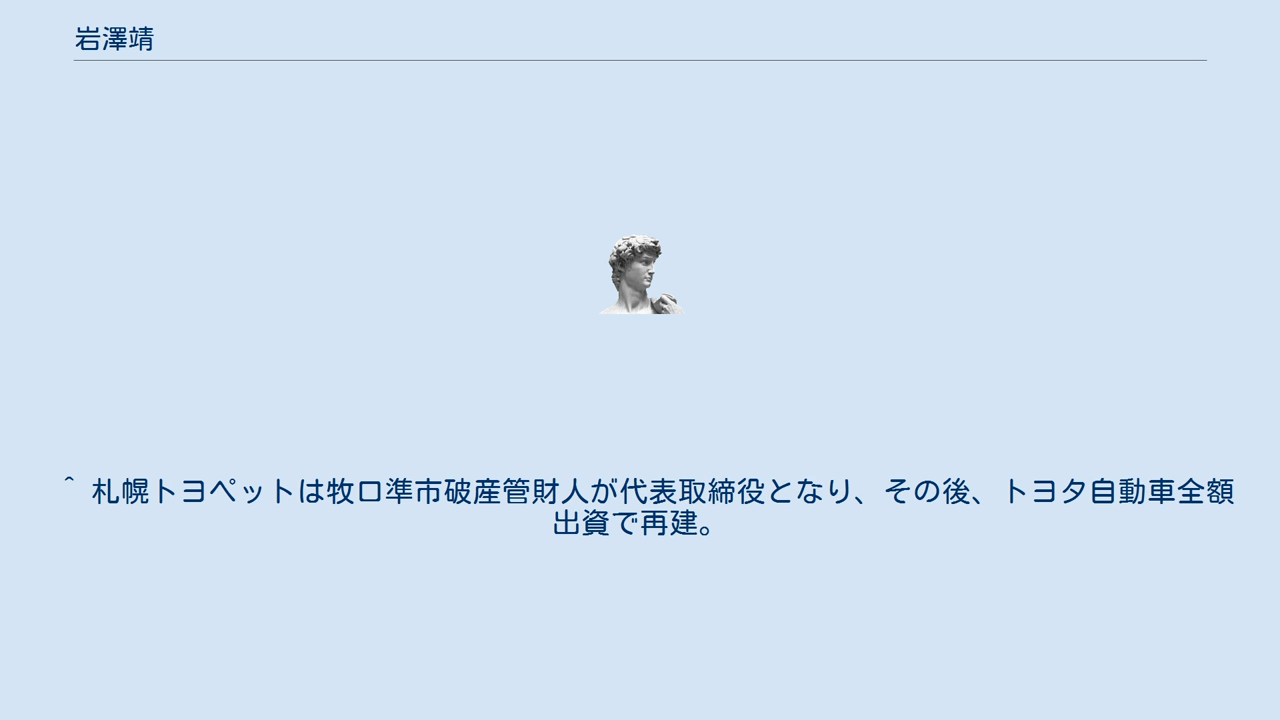 岩澤靖
^ 札幌トヨペットは牧口準市破産管財人が代表取締役となり、その後、トヨタ自動車全額
出資で再建。